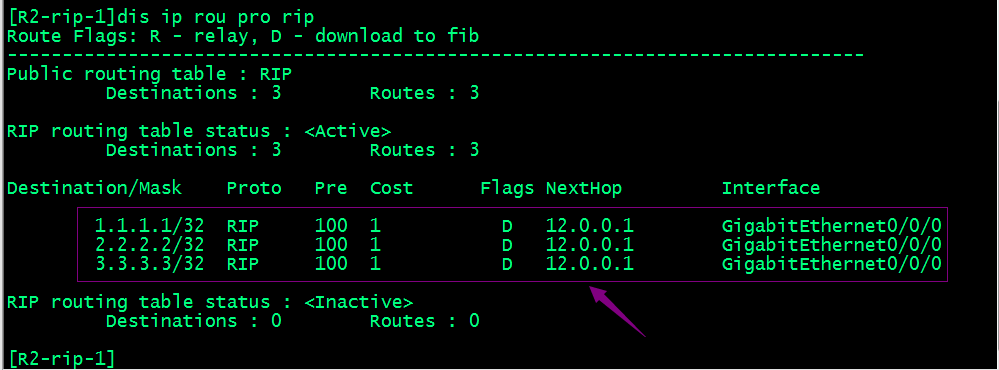 [R2-rip-1]dis ip rou pro rip
Route Flags: R - relay, D - download to fib
------------------------------------------------------------------------------
Public routing table : RIP
         Destinations : 3        Routes : 3
RIP routing table status : <Active>
         Destinations : 3        Routes : 3
Destination/Mask    Proto   Pre  Cost      Flags NextHop         Interface
        1.1.1.1/32  RIP     100  1           D   12.0.0.1        GigabitEthernet0/0/0
        2.2.2.2/32  RIP     100  1           D   12.0.0.1        GigabitEthernet0/0/0
        3.3.3.3/32  RIP     100  1           D   12.0.0.1        GigabitEthernet0/0/0
RIP routing table status : <Inactive>
         Destinations : 0        Routes : 0
[R2-rip-1]